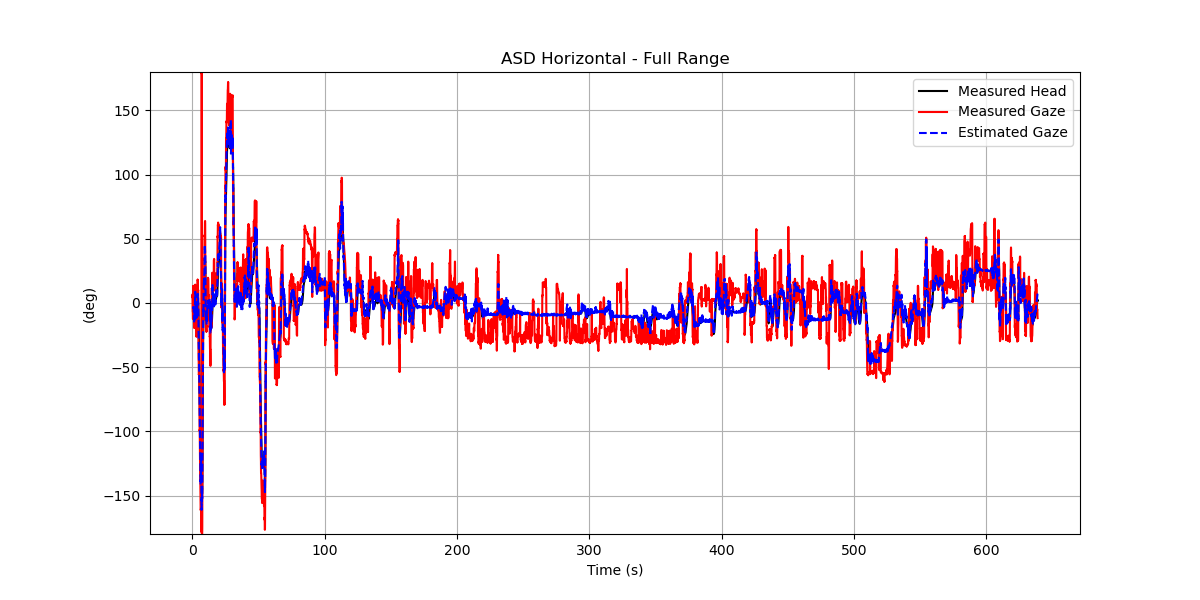 ASD Horizontal - Full Range
Measured Head
Measured Gaze
Estimated Gaze
150
100
50
0
−50
−100
−150
(deg)
0 100 200 300 400 500 600
Time (s)